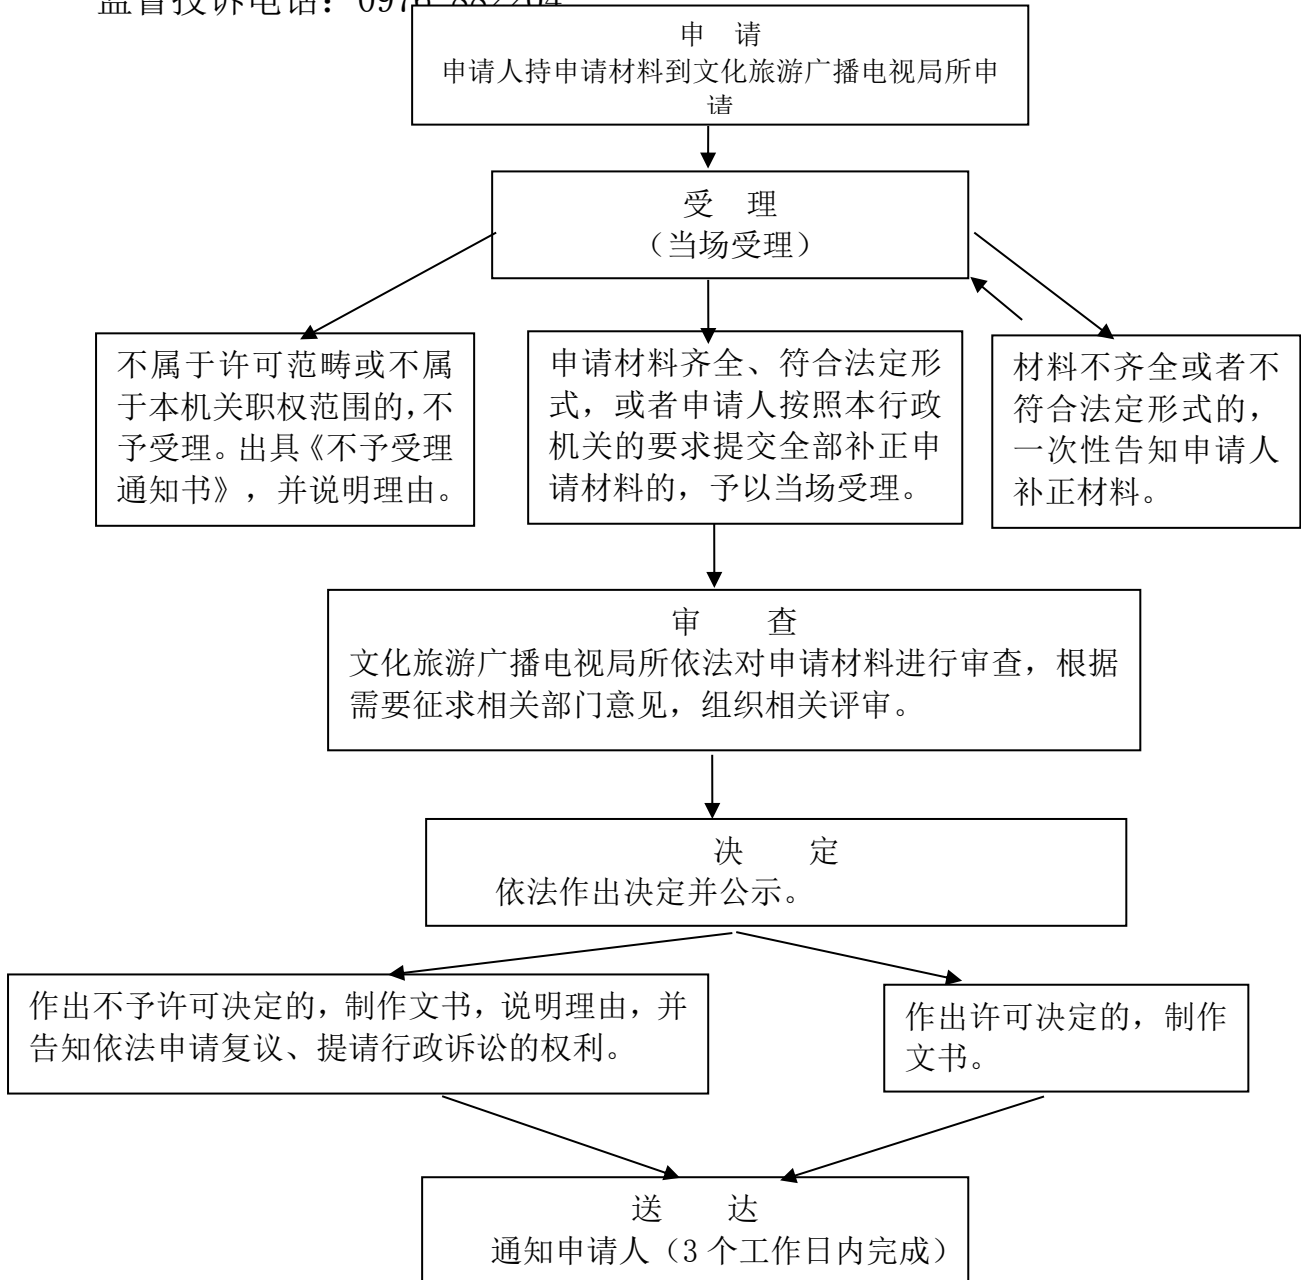 监督投诉电话：0976-882264
申 请
申请人持申请材料到文化旅游广播电视局所申
请
受 理
（当场受理）
不属于许可范畴或不属
于本机关职权范围的，不
予受理。出具《不予受理
通知书》，并说明理由。
申请材料齐全、符合法定形
式，或者申请人按照本行政
机关的要求提交全部补正申
请材料的，予以当场受理。
材料不齐全或者不
符合法定形式的，
一次性告知申请人
补正材料。
审 查
文化旅游广播电视局所依法对申请材料进行审查，根据
需要征求相关部门意见，组织相关评审。
决 定
依法作出决定并公示。
作出不予许可决定的，制作文书，说明理由，并
告知依法申请复议、提请行政诉讼的权利。
作出许可决定的，制作
文书。
送 达
通知申请人（3 个工作日内完成）